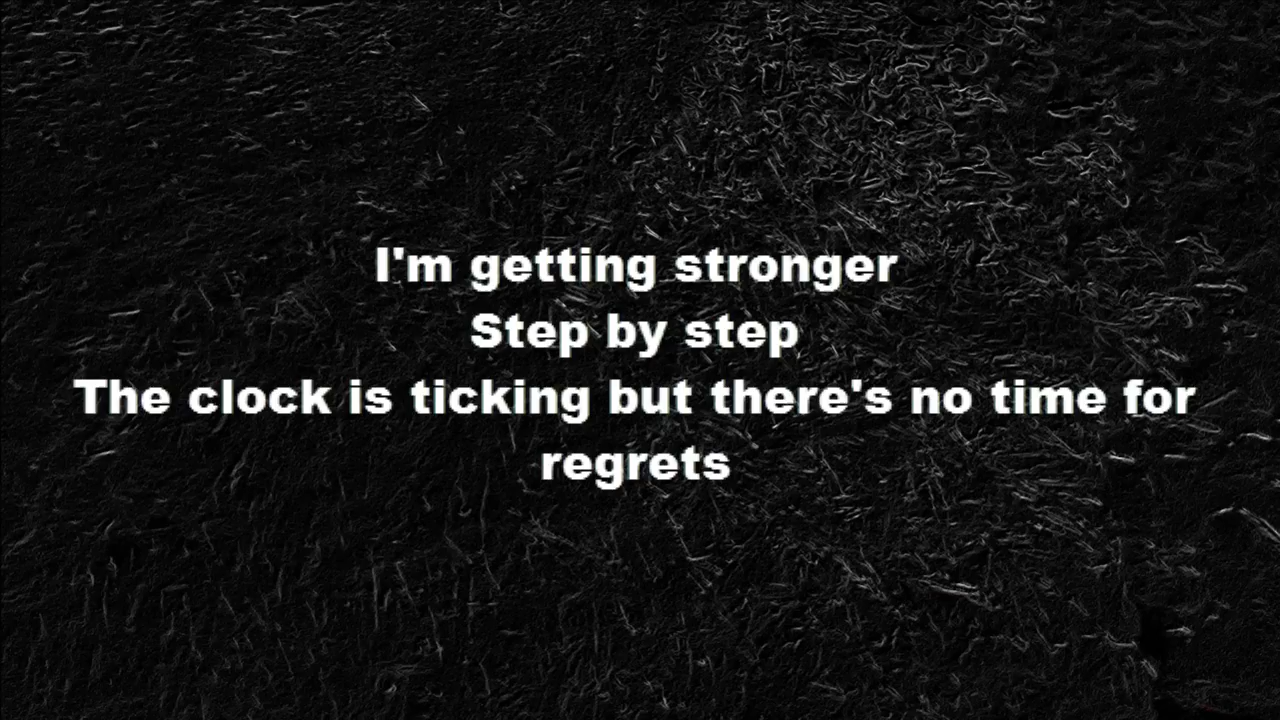 I'm getting stronger
Step by step
The clock is ticking but there's no time for
regrets